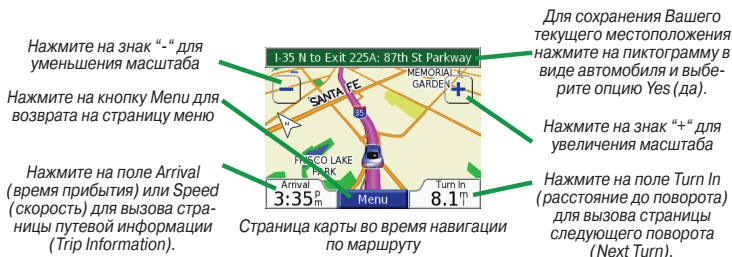 Нажмите на знак “-“ для
уменьшения масштаба
Нажмите на кнопку Menu для
возврата на страницу меню
Нажмите на поле Arrival
(время прибытия) или Speed
(скорость) для вызова стра-
ницы путевой информации
(Trip Information).
I-35 N to Exit 225A: 87th St Parkway
MEMORIAL
GARDEN
SANTA FE
35
FRISCO LAKE
PARK
Arrival
3:35 pm
Menu
Turn In
8.1 mi
Страница карты во время навигации
по маршруту
Для сохранения Вашего
текущего местоположения
нажмите на пиктограмму в
виде автомобиля и выбе-
рите опцию Yes (да).
Нажмите на знак “+“ для
увеличения масштаба
Нажмите на поле Turn In
(расстояние до поворота)
для вызова страницы
следующего поворота
(Next Turn).